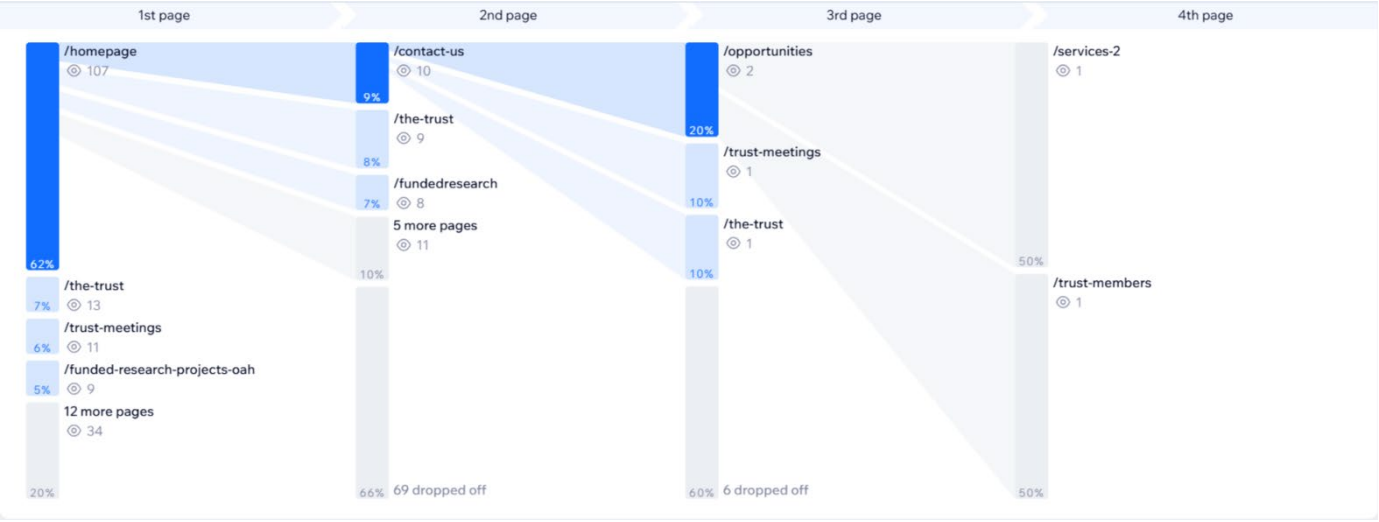 1st page
2nd page
3rd page
4th page
/homepage
107
62%
/the-trust
13
7%
/trust-meetings
11
6%
/funded-research-projects-oah
9
5%
12 more pages
34
20%
/contact-us
10
9%
/the-trust
9
8%
/fundedresearch
8
7%
5 more pages
11
10%
66%
69 dropped off
/opportunities
2
20%
/trust-meetings
1
10%
/the-trust
1
10%
60%
6 dropped off
/services-2
1
50%
/trust-members
1
50%